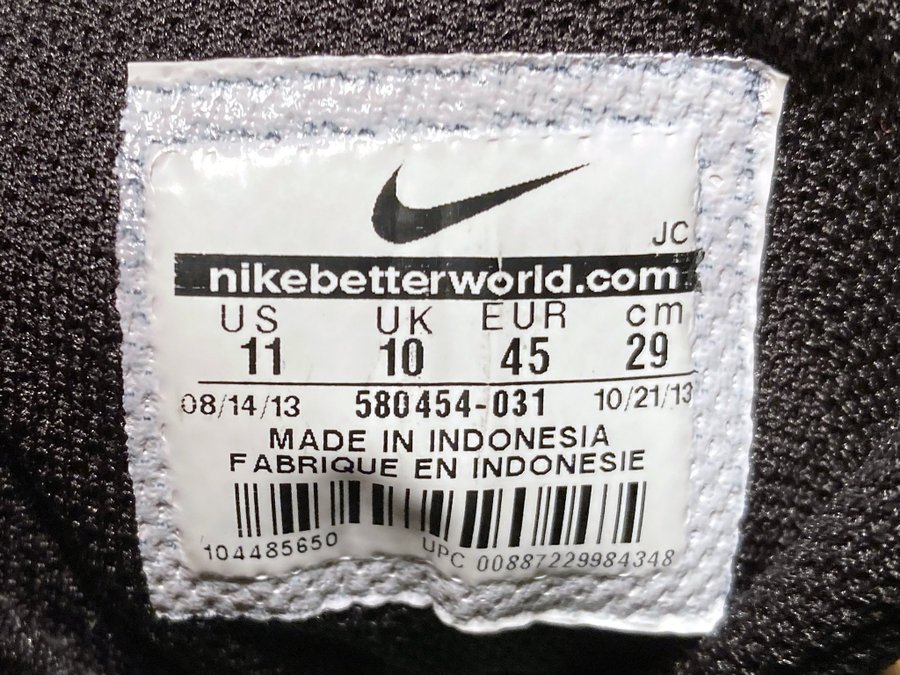 JC
nikebetterworld.com
US UK EUR cm
11 10 45 29
08/14/13 580454-031 10/21/13
MADE IN INDONESIA
FABRIQUE EN INDONESIE
104485650 UPC 00887229984348